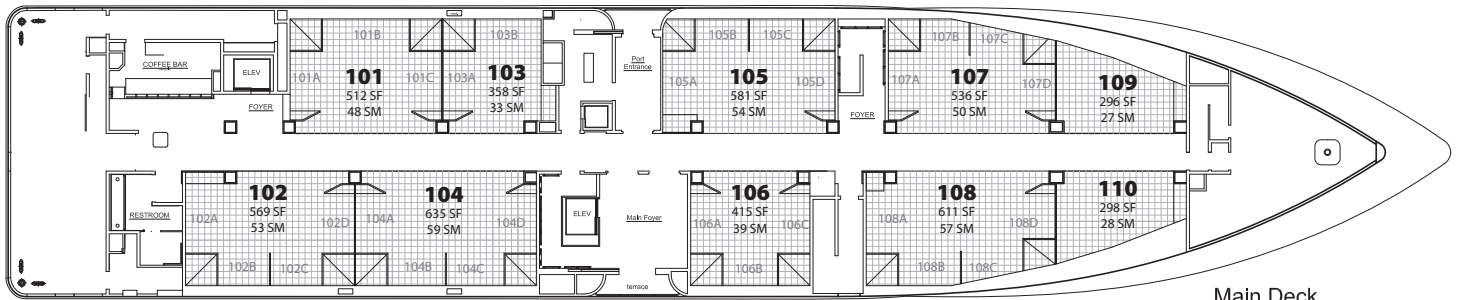 COFFEE BAR
ELEV
FOYER
101A
101B
101
512 SF
48 SM
101C
103A
103B
103
358 SF
33 SM
Port
Entrance
105A
105B
105C
105
581 SF
54 SM
105D
FOYER
107A
107B
107C
107
536 SF
50 SM
107D
109
296 SF
27 SM
RESTROOM
102A
102
569 SF
53 SM
102B
102C
102D
104A
104
635 SF
59 SM
104B
104C
104D
ELEV
Main Foyer
terrace
106A
106
415 SF
39 SM
106B
106C
108A
108
611 SF
57 SM
108B
108C
108D
110
298 SF
28 SM
Main Deck